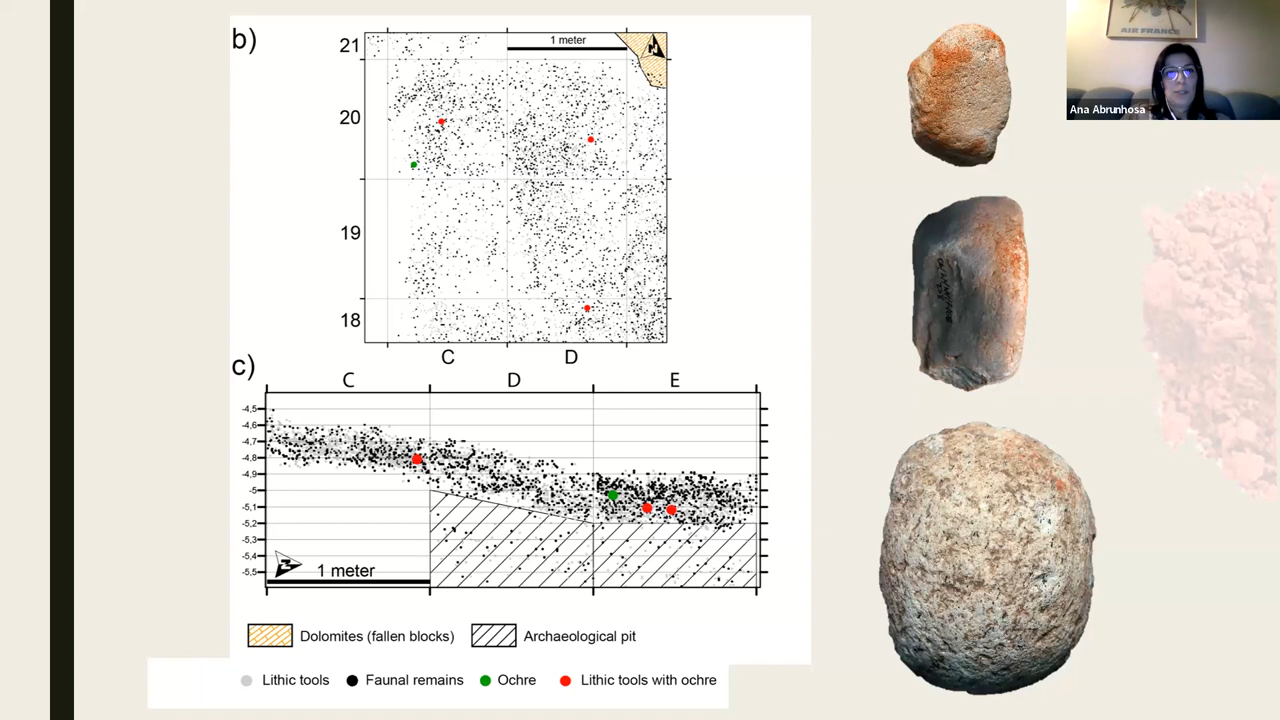 b)
1 meter
N
21
20
19
18
C
D
c)
C
D
E
-4,5
-4,6
-4,7
-4,8
-4,9
-5
-5,1
-5,2
-5,3
-5,4
-5,5
N
1 meter
Dolomites (fallen blocks)
Archaeological pit
Lithic tools
Faunal remains
Ochre
Lithic tools with ochre
AIR FRANCE
Ana Abrunhosa